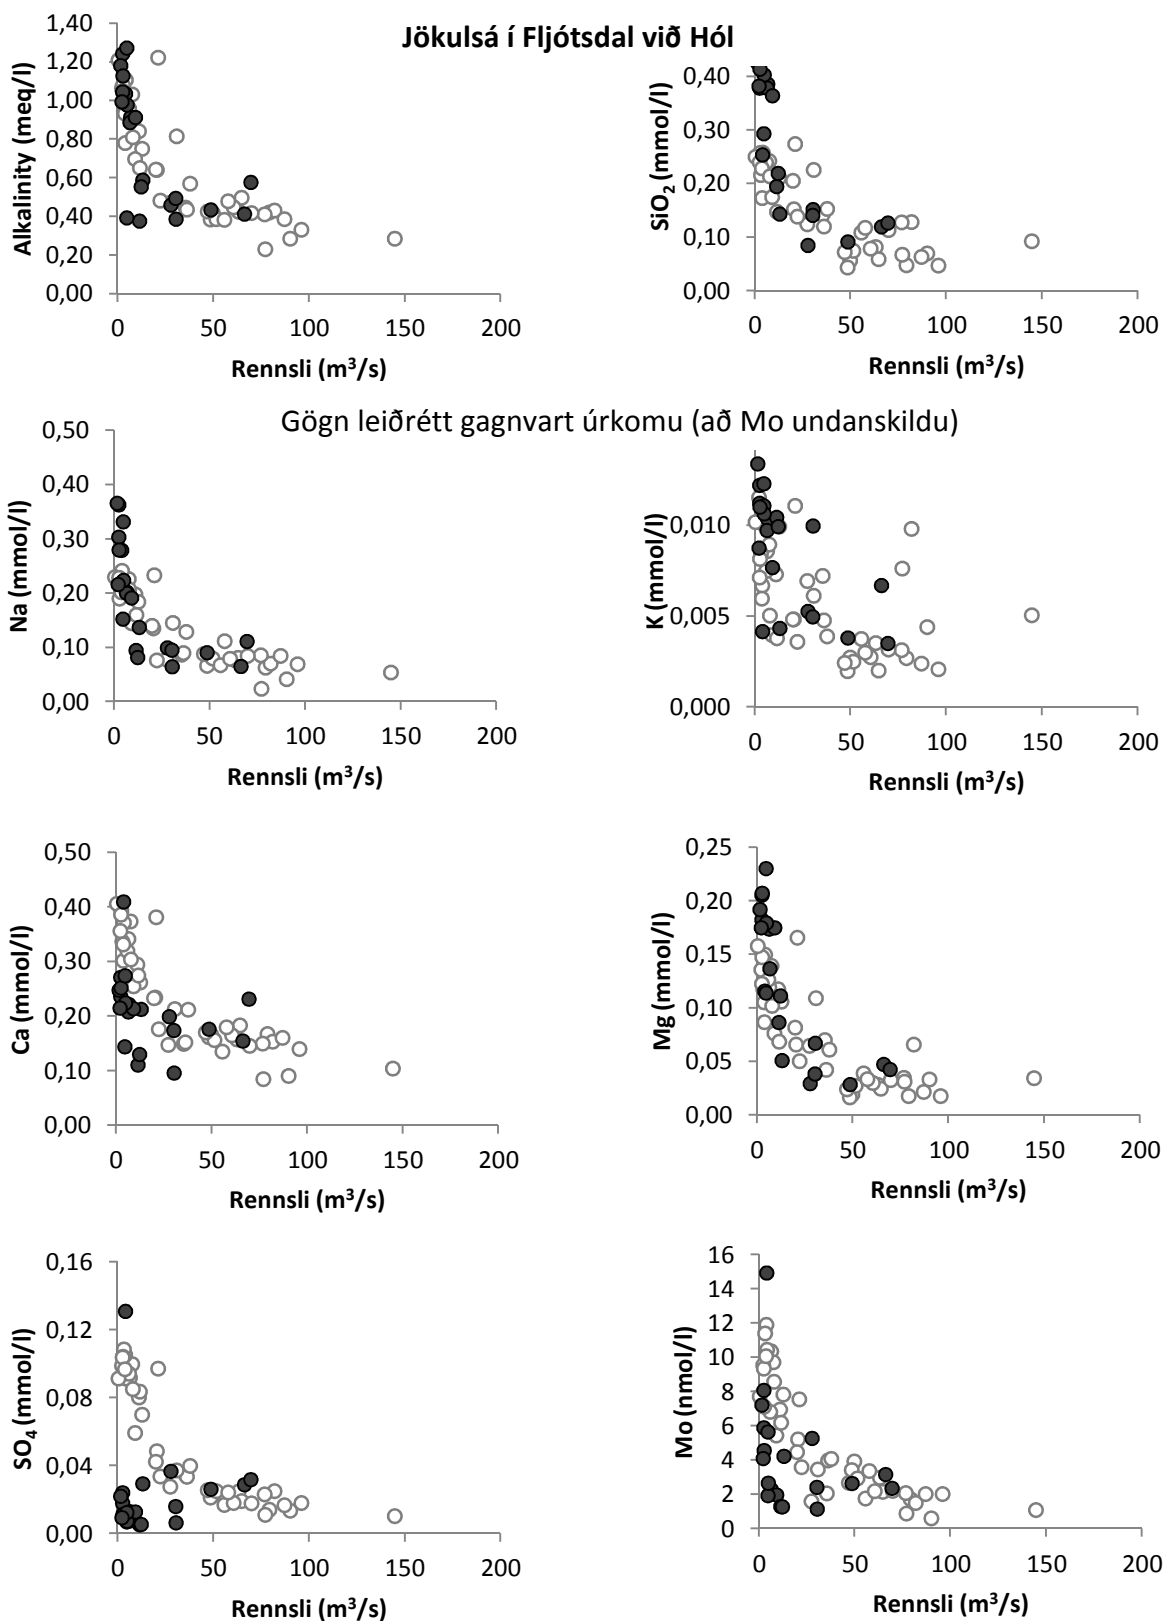 Jökulsá í Fljótsdal við Hól
1,40
1,20
1,00
0,80
0,60
0,40
0,20
0,00
Alkalinity (meq/l)
0 50 100 150 200
Rennsli (m³/s)
0,40
0,30
0,20
0,10
0,00
SiO₂ (mmol/l)
0 50 100 150 200
Rennsli (m³/s)
Gögn leiðrétt gagnvart úrkomu (að Mo undanskildu)
0,50
0,40
0,30
0,20
0,10
0,00
Na (mmol/l)
0 50 100 150 200
Rennsli (m³/s)
0,010
0,005
0,000
K (mmol/l)
0 50 100 150 200
Rennsli (m³/s)
0,50
0,40
0,30
0,20
0,10
0,00
Ca (mmol/l)
0 50 100 150 200
Rennsli (m³/s)
0,25
0,20
0,15
0,10
0,05
0,00
Mg (mmol/l)
0 50 100 150 200
Rennsli (m³/s)
0,16
0,12
0,08
0,04
0,00
SO₄ (mmol/l)
0 50 100 150 200
Rennsli (m³/s)
16
14
12
10
8
6
4
2
0
Mo (nmol/l)
0 50 100 150 200
Rennsli (m³/s)